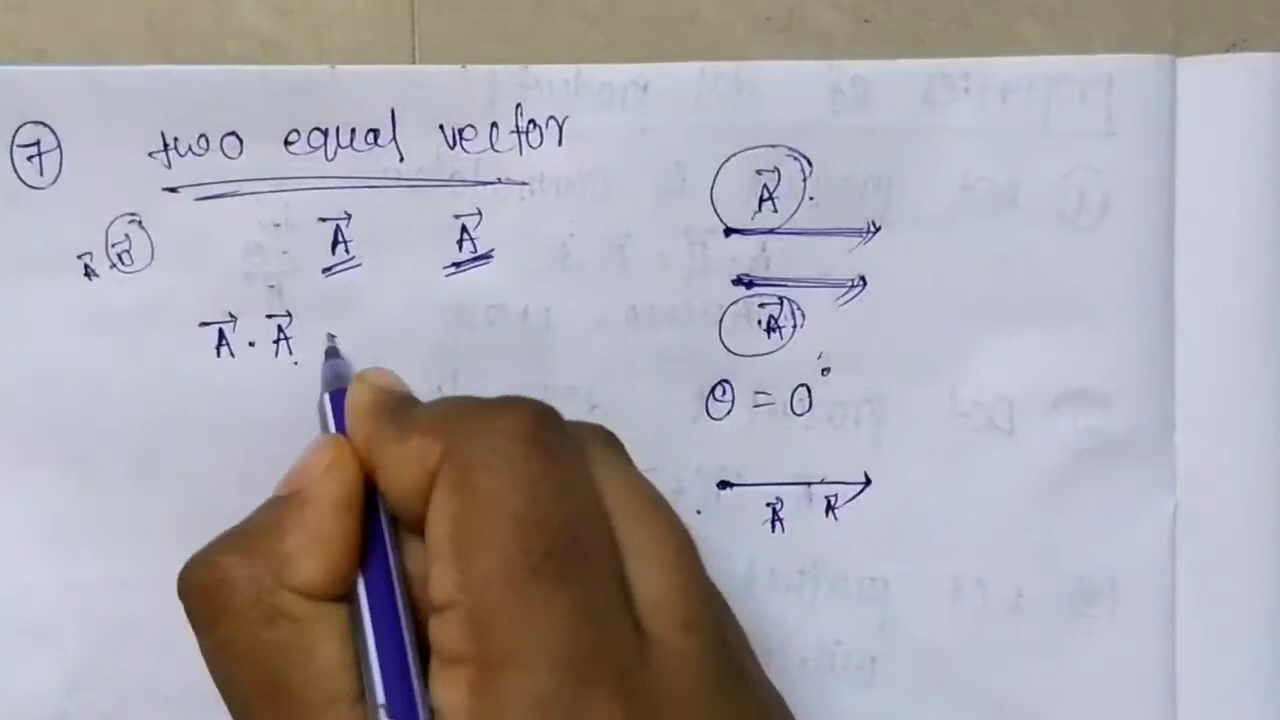 7 two equal vector
A⃗ A⃗
A⃗ · A⃗
A⃗
A⃗
θ = 0°
A⃗ A⃗